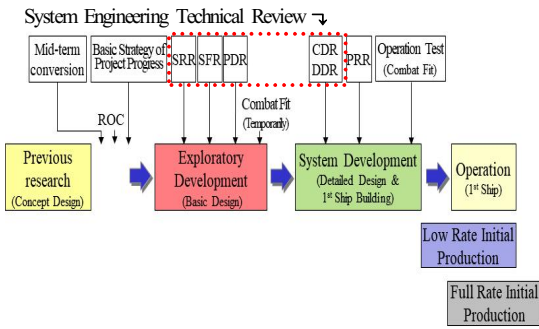 System Engineering Technical Review
Mid-term
conversion
Basic Strategy of
Project Progress
SRR
SFR
PDR
CDR
DDR
PRR
Operation Test
(Combat Fit)
ROC
Combat Fit
(Temporarily)
Previous
research
(Concept Design)
Exploratory
Development
(Basic Design)
System Development
(Detailed Design &
1st Ship Building)
Operation
(1st Ship)
Low Rate Initial
Production
Full Rate Initial
Production